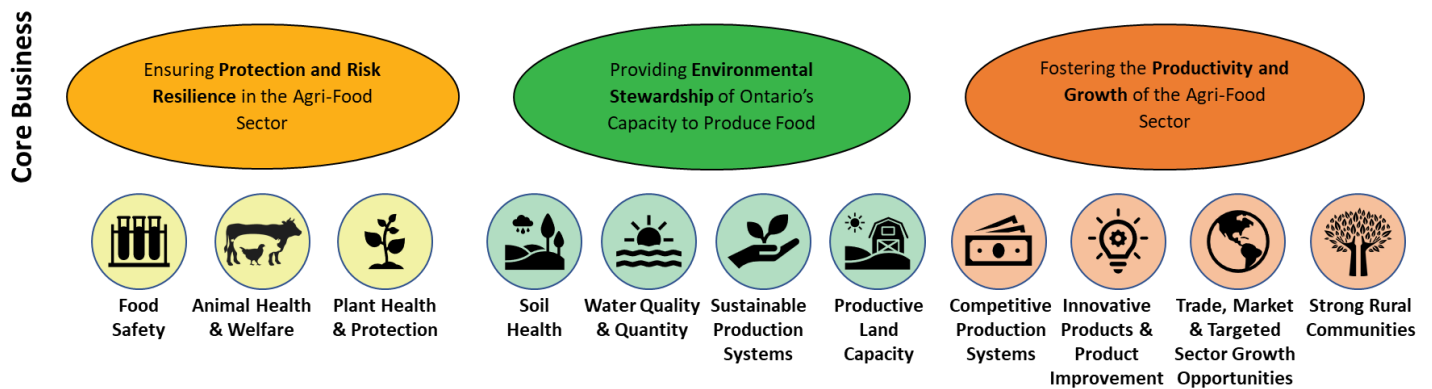 Core Business
Ensuring Protection and Risk
Resilience in the Agri-Food
Sector
Providing Environmental
Stewardship of Ontario's
Capacity to Produce Food
Fostering the Productivity and
Growth of the Agri-Food
Sector
Food
Safety
Animal Health
& Welfare
Plant Health
& Protection
Soil
Health
Water Quality
& Quantity
Sustainable
Production
Systems
Productive
Land
Capacity
Competitive
Production
Systems
Innovative
Products &
Product
Improvement
Trade, Market
& Targeted
Sector Growth
Opportunities
Strong Rural
Communities